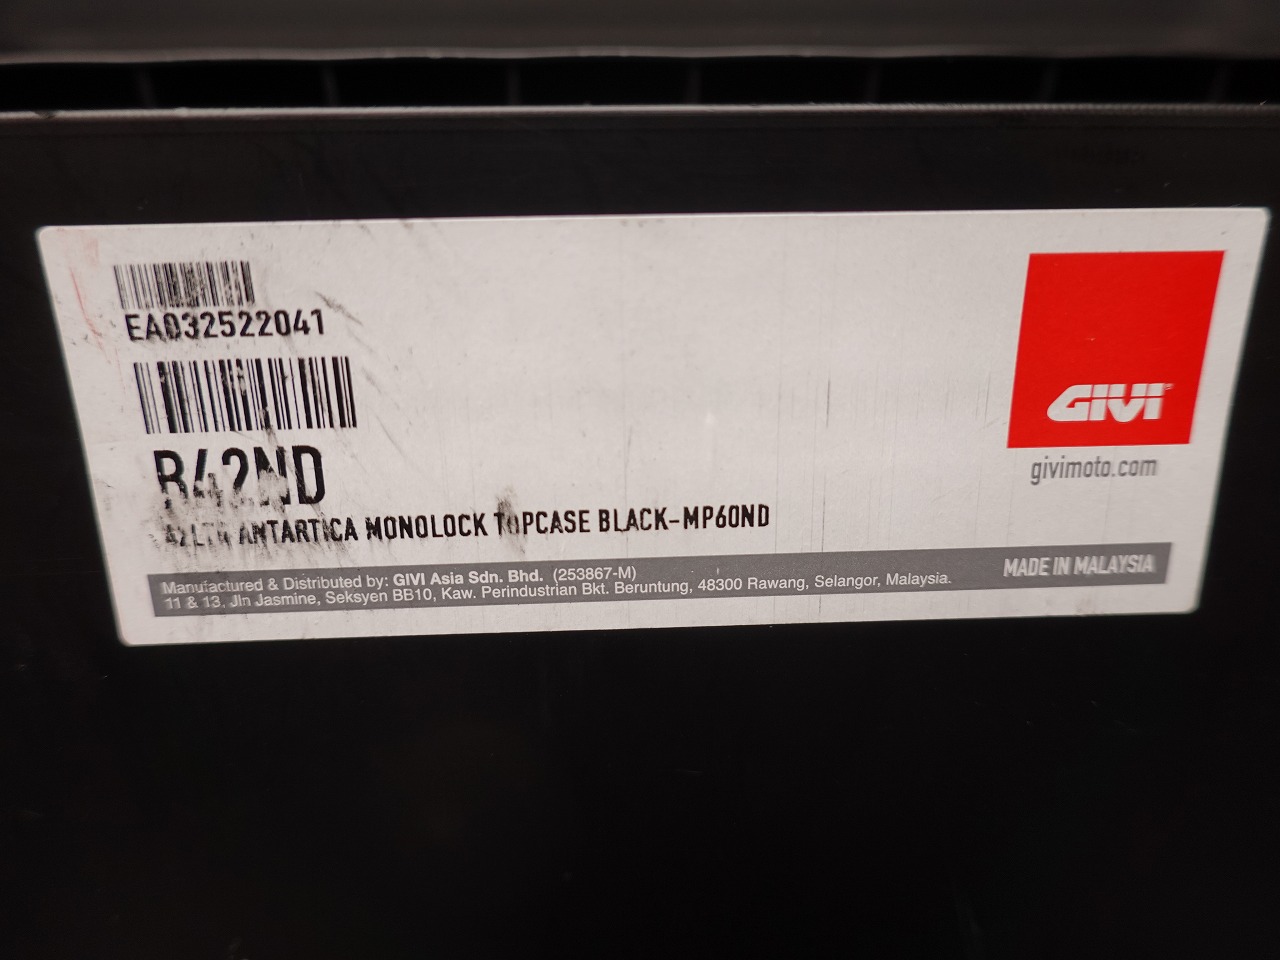 EA032522041
B42ND
42LTR ANTARTICA MONOLOCK TOPCASE BLACK-MP60ND
GIVI
givimoto.com
Manufactured & Distributed by: GIVI Asia Sdn. Bhd. (253867-M)
11 & 13, Jln Jasmine, Seksyen BB10, Kaw. Perindustrian Bkt. Beruntung, 48300 Rawang, Selangor, Malaysia.
MADE IN MALAYSIA